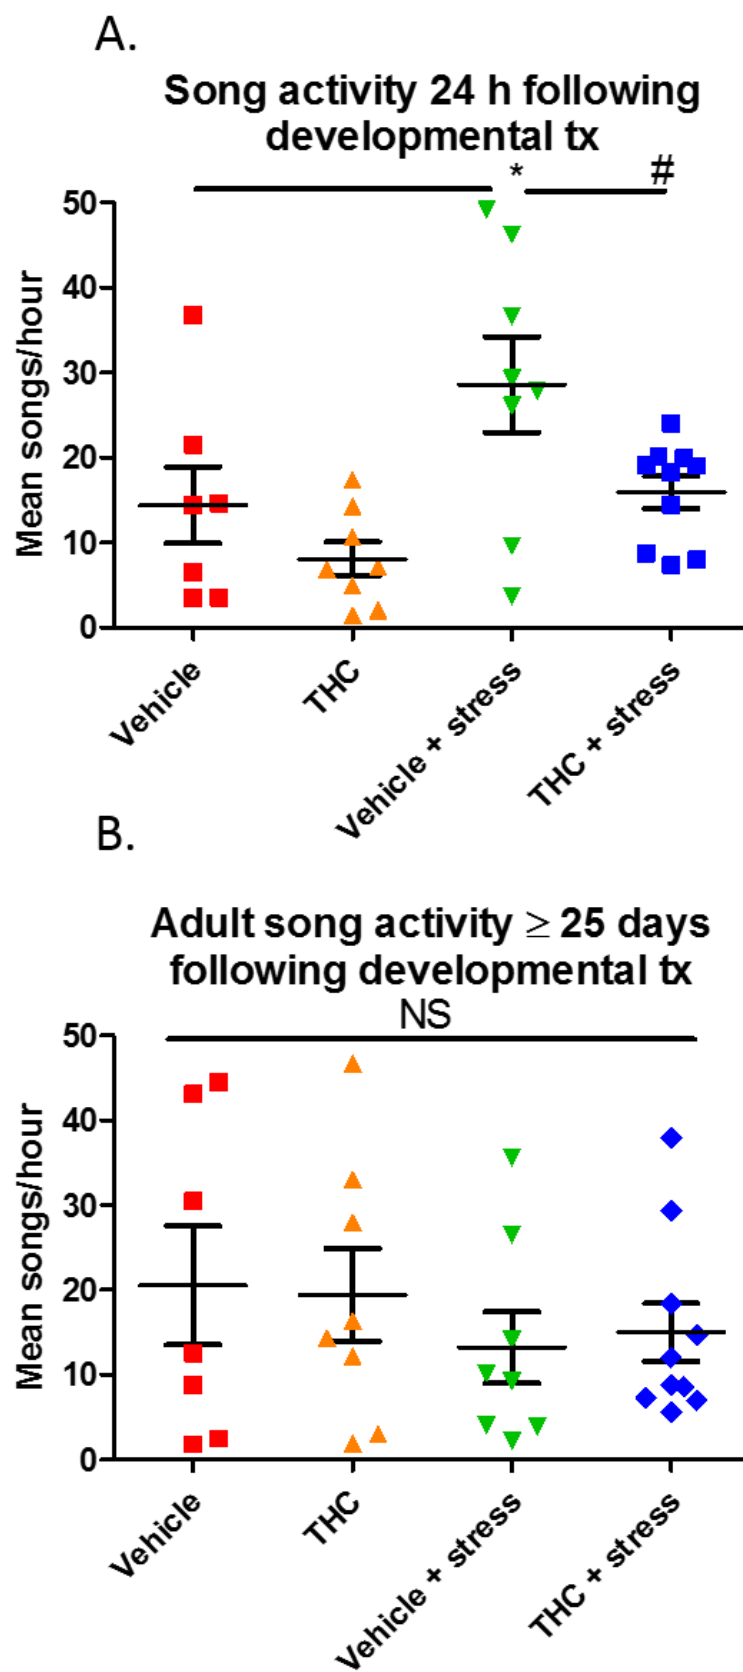 A.
Song activity 24 h following
developmental tx
* #
Mean songs/hour
50
40
30
20
10
0
Vehicle
THC
Vehicle + stress
THC + stress
B.
Adult song activity ≥ 25 days
following developmental tx
NS
Mean songs/hour
50
40
30
20
10
0
Vehicle
THC
Vehicle + stress
THC + stress